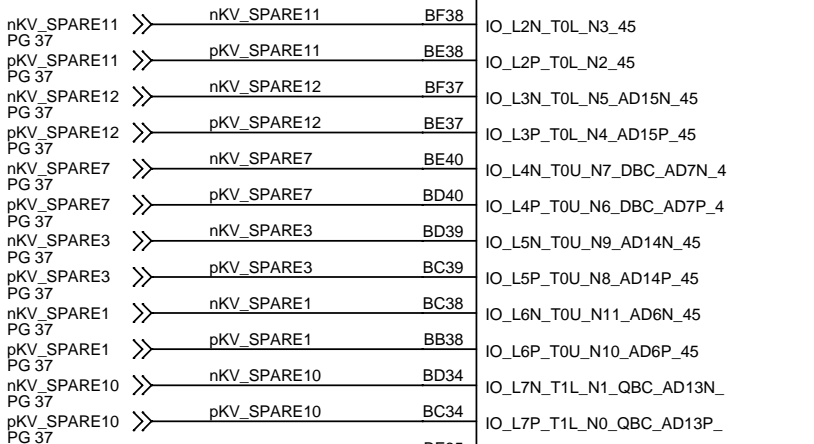 nKV_SPARE11 nKV_SPARE11 BF38 IO_L2N_T0L_N3_45
PG 37
pKV_SPARE11 pKV_SPARE11 BE38 IO_L2P_T0L_N2_45
PG 37
nKV_SPARE12 nKV_SPARE12 BF37 IO_L3N_T0L_N5_AD15N_45
PG 37
pKV_SPARE12 pKV_SPARE12 BE37 IO_L3P_T0L_N4_AD15P_45
PG 37
nKV_SPARE7 nKV_SPARE7 BE40 IO_L4N_T0U_N7_DBC_AD7N_4
PG 37
pKV_SPARE7 pKV_SPARE7 BD40 IO_L4P_T0U_N6_DBC_AD7P_4
PG 37
nKV_SPARE3 nKV_SPARE3 BD39 IO_L5N_T0U_N9_AD14N_45
PG 37
pKV_SPARE3 pKV_SPARE3 BC39 IO_L5P_T0U_N8_AD14P_45
PG 37
nKV_SPARE1 nKV_SPARE1 BC38 IO_L6N_T0U_N11_AD6N_45
PG 37
pKV_SPARE1 pKV_SPARE1 BB38 IO_L6P_T0U_N10_AD6P_45
PG 37
nKV_SPARE10 nKV_SPARE10 BD34 IO_L7N_T1L_N1_QBC_AD13N_
PG 37
pKV_SPARE10 pKV_SPARE10 BC34 IO_L7P_T1L_N0_QBC_AD13P_
PG 37